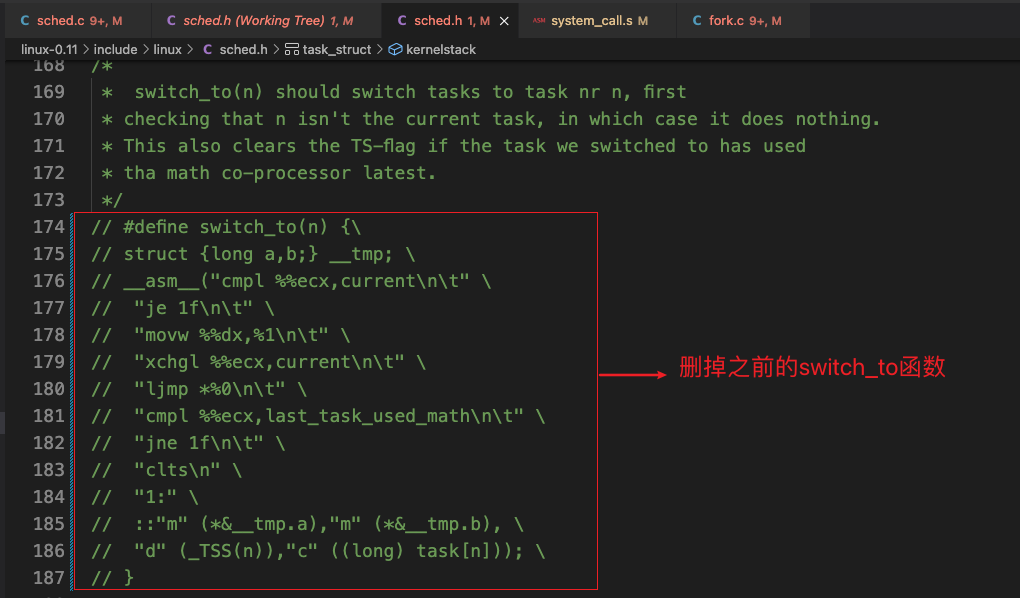 C sched.c 9+, M
C sched.h (Working Tree) 1, M
C sched.h 1, M ×
ASM system_call.s M
C fork.c 9+, M
linux-0.11 > include > linux > C sched.h > task_struct > kernelstack
168 /*
169 *  switch_to(n) should switch tasks to task nr n, first
170 * checking that n isn't the current task, in which case it does nothing.
171 * This also clears the TS-flag if the task we switched to has used
172 * tha math co-processor latest.
173 */
174 // #define switch_to(n) {\
175 // struct {long a,b;} __tmp; \
176 // __asm__("cmpl %%ecx,current\n\t" \
177 //  "je 1f\n\t" \
178 //  "movw %%dx,%1\n\t" \
179 //  "xchgl %%ecx,current\n\t" \
180 //  "ljmp *%0\n\t" \
181 //  "cmpl %%ecx,last_task_used_math\n\t" \
182 //  "jne 1f\n\t" \
183 //  "clts\n" \
184 //  "1:" \
185 //  ::"m" (*&__tmp.a),"m" (*&__tmp.b), \
186 //  "d" (_TSS(n)),"c" ((long) task[n])); \
187 // }
删掉之前的switch_to函数